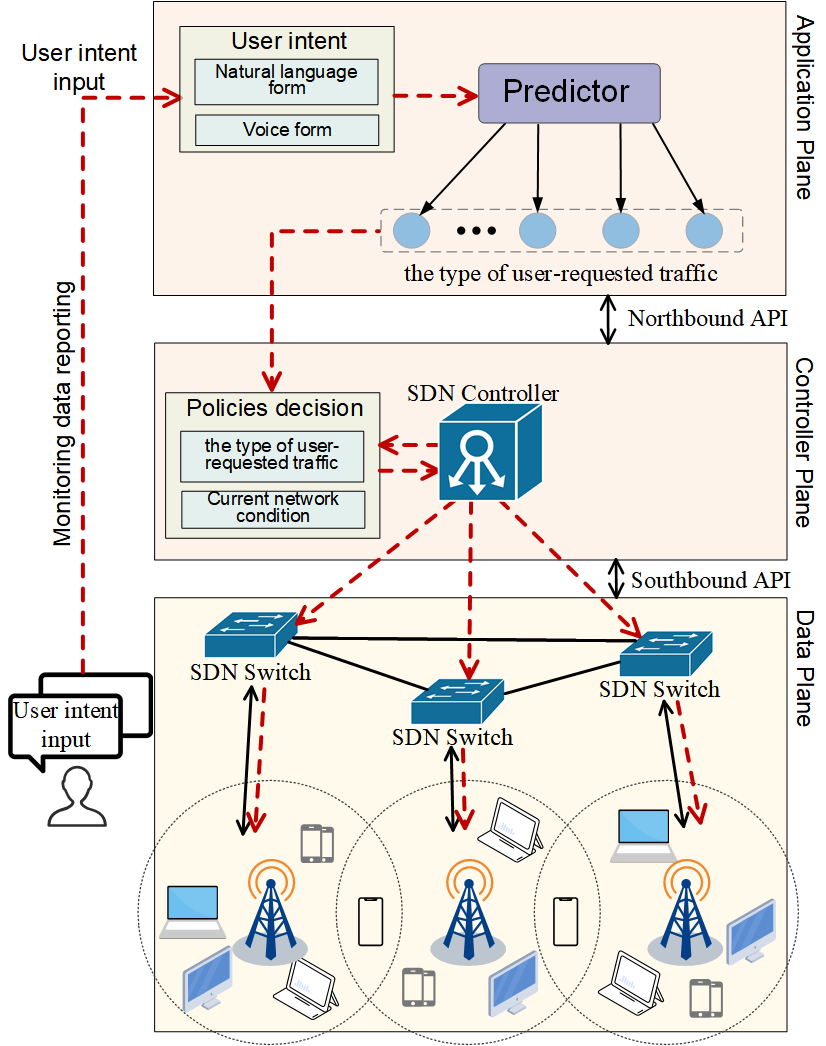 User intent
input
User intent
Natural language
form
Voice form
Predictor
the type of user-requested traffic
Application Plane
Northbound API
Monitoring data reporting
Policies decision
the type of user-
requested traffic
Current network
condition
SDN Controller
Controller Plane
Southbound API
SDN Switch
SDN Switch
SDN Switch
Data Plane
User intent
input